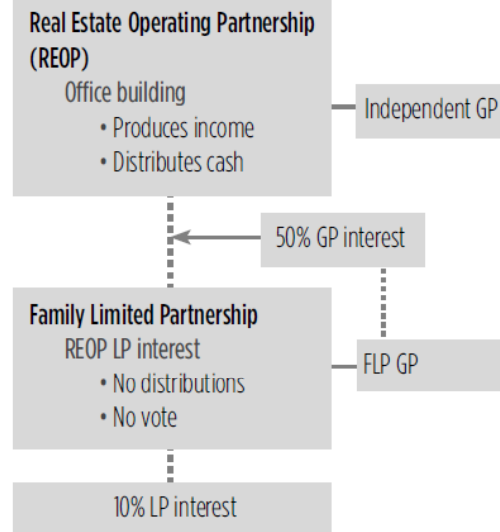 Real Estate Operating Partnership
(REOP)
Office building
• Produces income
• Distributes cash
Independent GP
50% GP interest
Family Limited Partnership
REOP LP interest
• No distributions
• No vote
FLP GP
10% LP interest